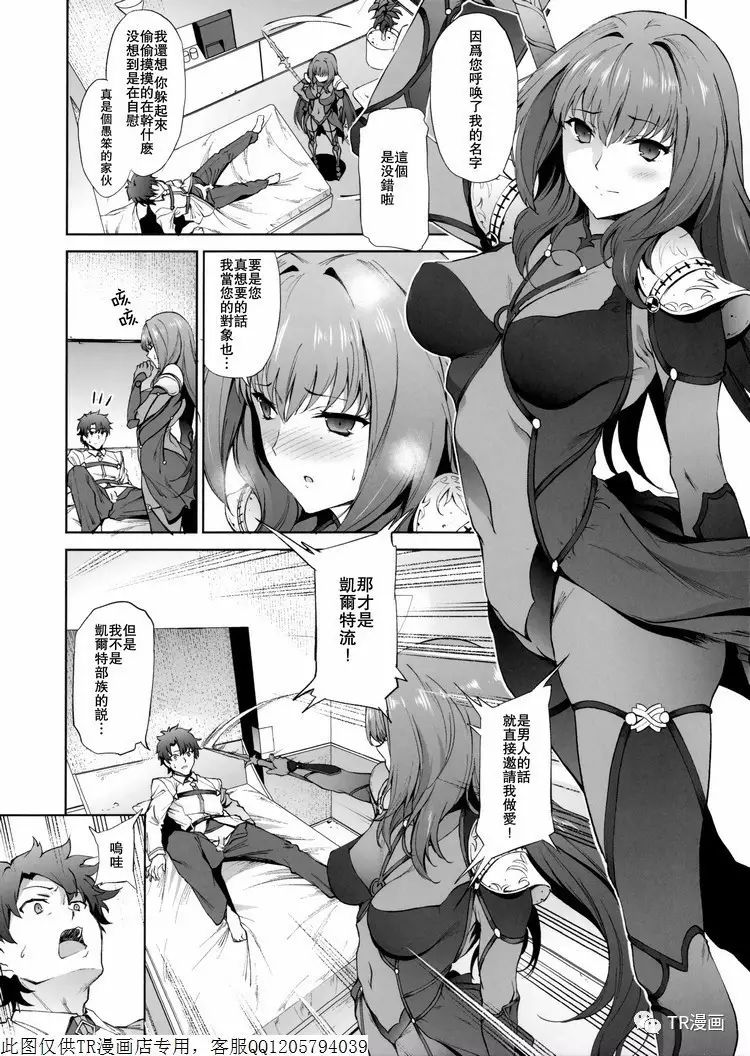 因爲您呼喚了我的名字
這個
是没錯啦
我還想 你躲起來
偷偷摸摸的在幹什麽
没想到是在自慰
真是個愚笨的家伙
要是您
真想要的話
我當您的對象也…
咳
咳
那才是
凱爾特流！
是男人的話
就直接邀請我做愛！
但是
我不是
凱爾特部族的説…
嗚哇
TR漫画
此图仅供TR漫画店专用，客服QQ1205794039